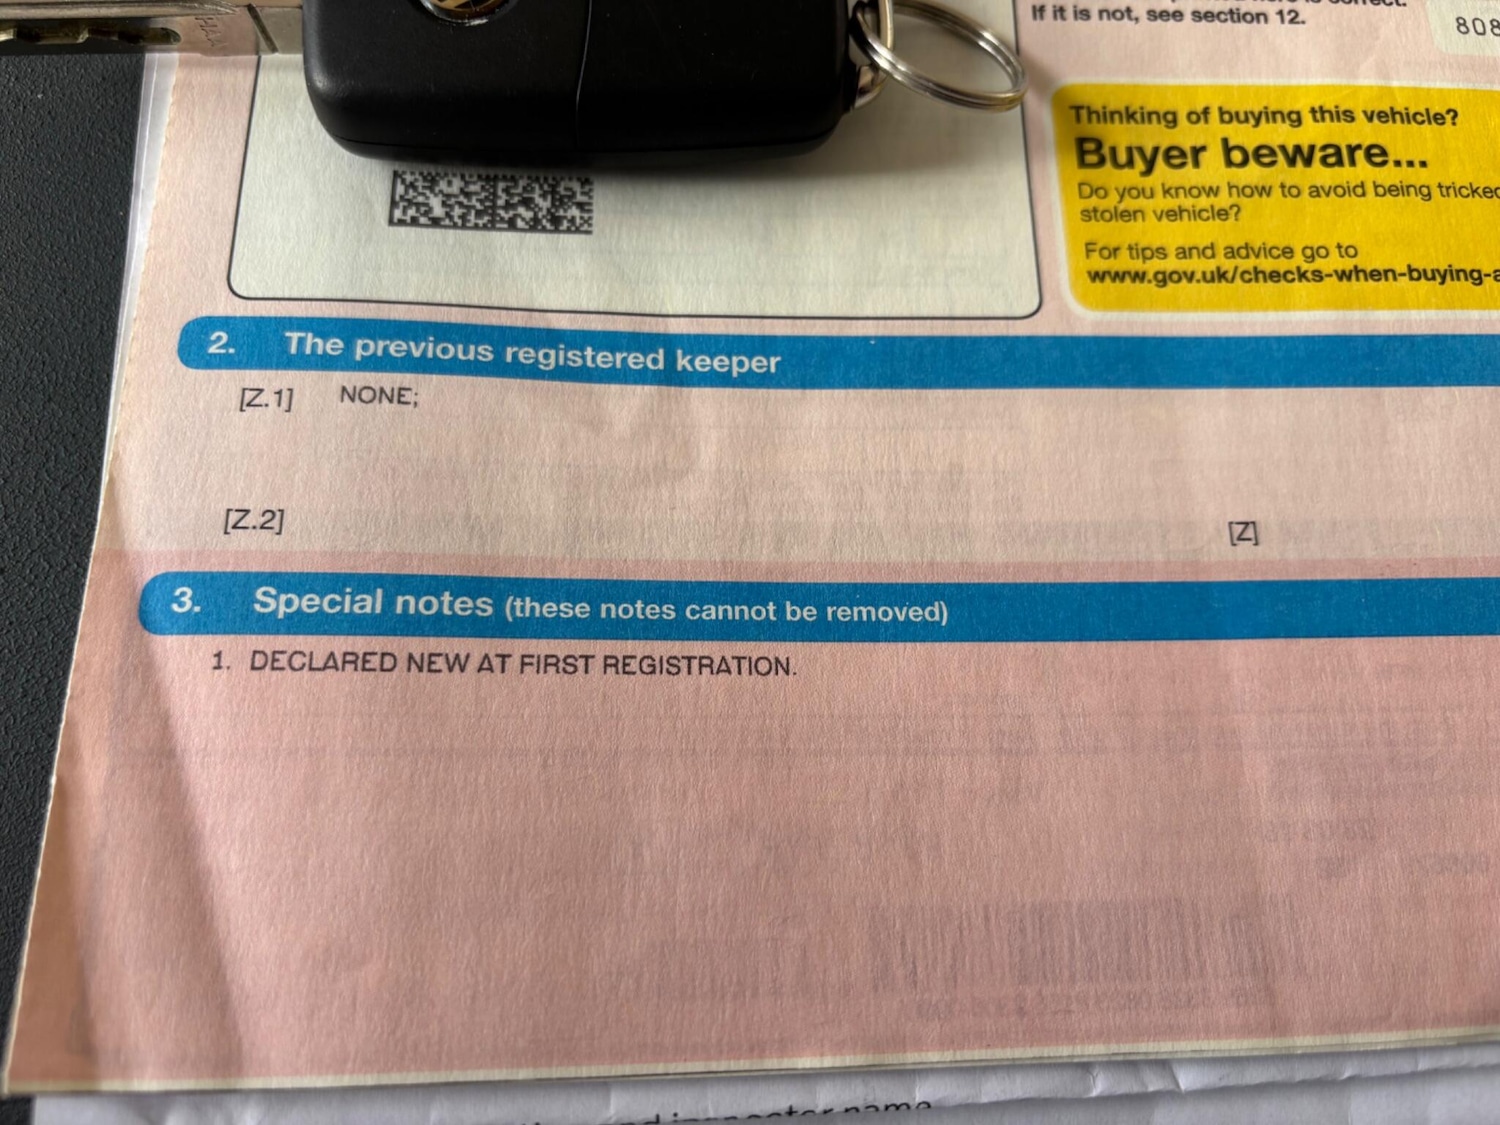 If it is not, see section 12.
808
Thinking of buying this vehicle?
Buyer beware...
Do you know how to avoid being tricked
stolen vehicle?
For tips and advice go to
www.gov.uk/checks-when-buying-a
2. The previous registered keeper
[Z.1] NONE;
[Z.2]
[Z]
3. Special notes (these notes cannot be removed)
1. DECLARED NEW AT FIRST REGISTRATION.
inspector name